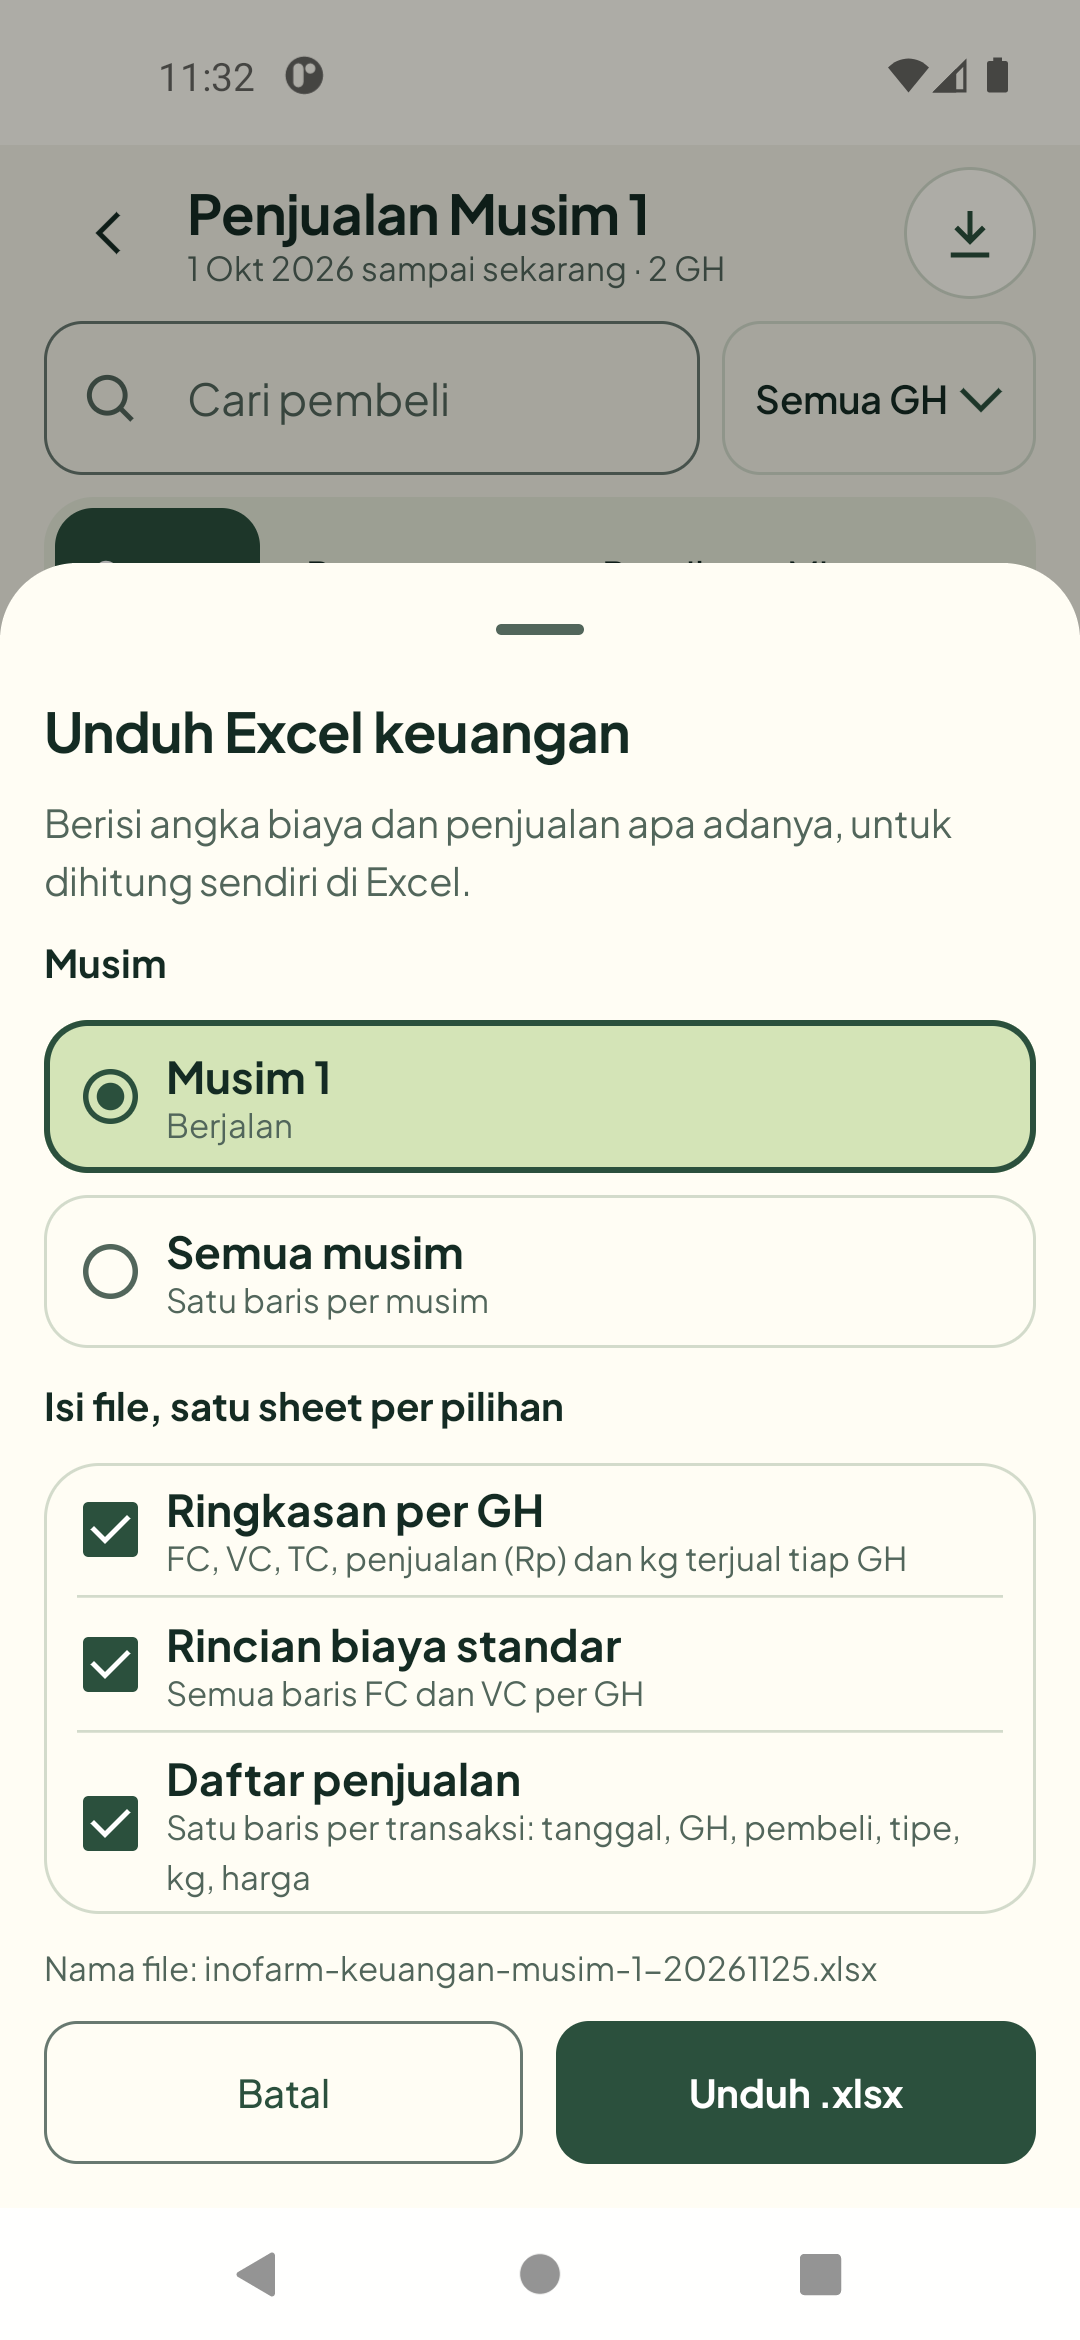 11:32
Penjualan Musim 1
1 Okt 2026 sampai sekarang · 2 GH
Cari pembeli
Semua GH
Unduh Excel keuangan
Berisi angka biaya dan penjualan apa adanya, untuk
dihitung sendiri di Excel.
Musim
Musim 1
Berjalan
Semua musim
Satu baris per musim
Isi file, satu sheet per pilihan
Ringkasan per GH
FC, VC, TC, penjualan (Rp) dan kg terjual tiap GH
Rincian biaya standar
Semua baris FC dan VC per GH
Daftar penjualan
Satu baris per transaksi: tanggal, GH, pembeli, tipe,
kg, harga
Nama file: inofarm-keuangan-musim-1-20261125.xlsx
Batal
Unduh .xlsx